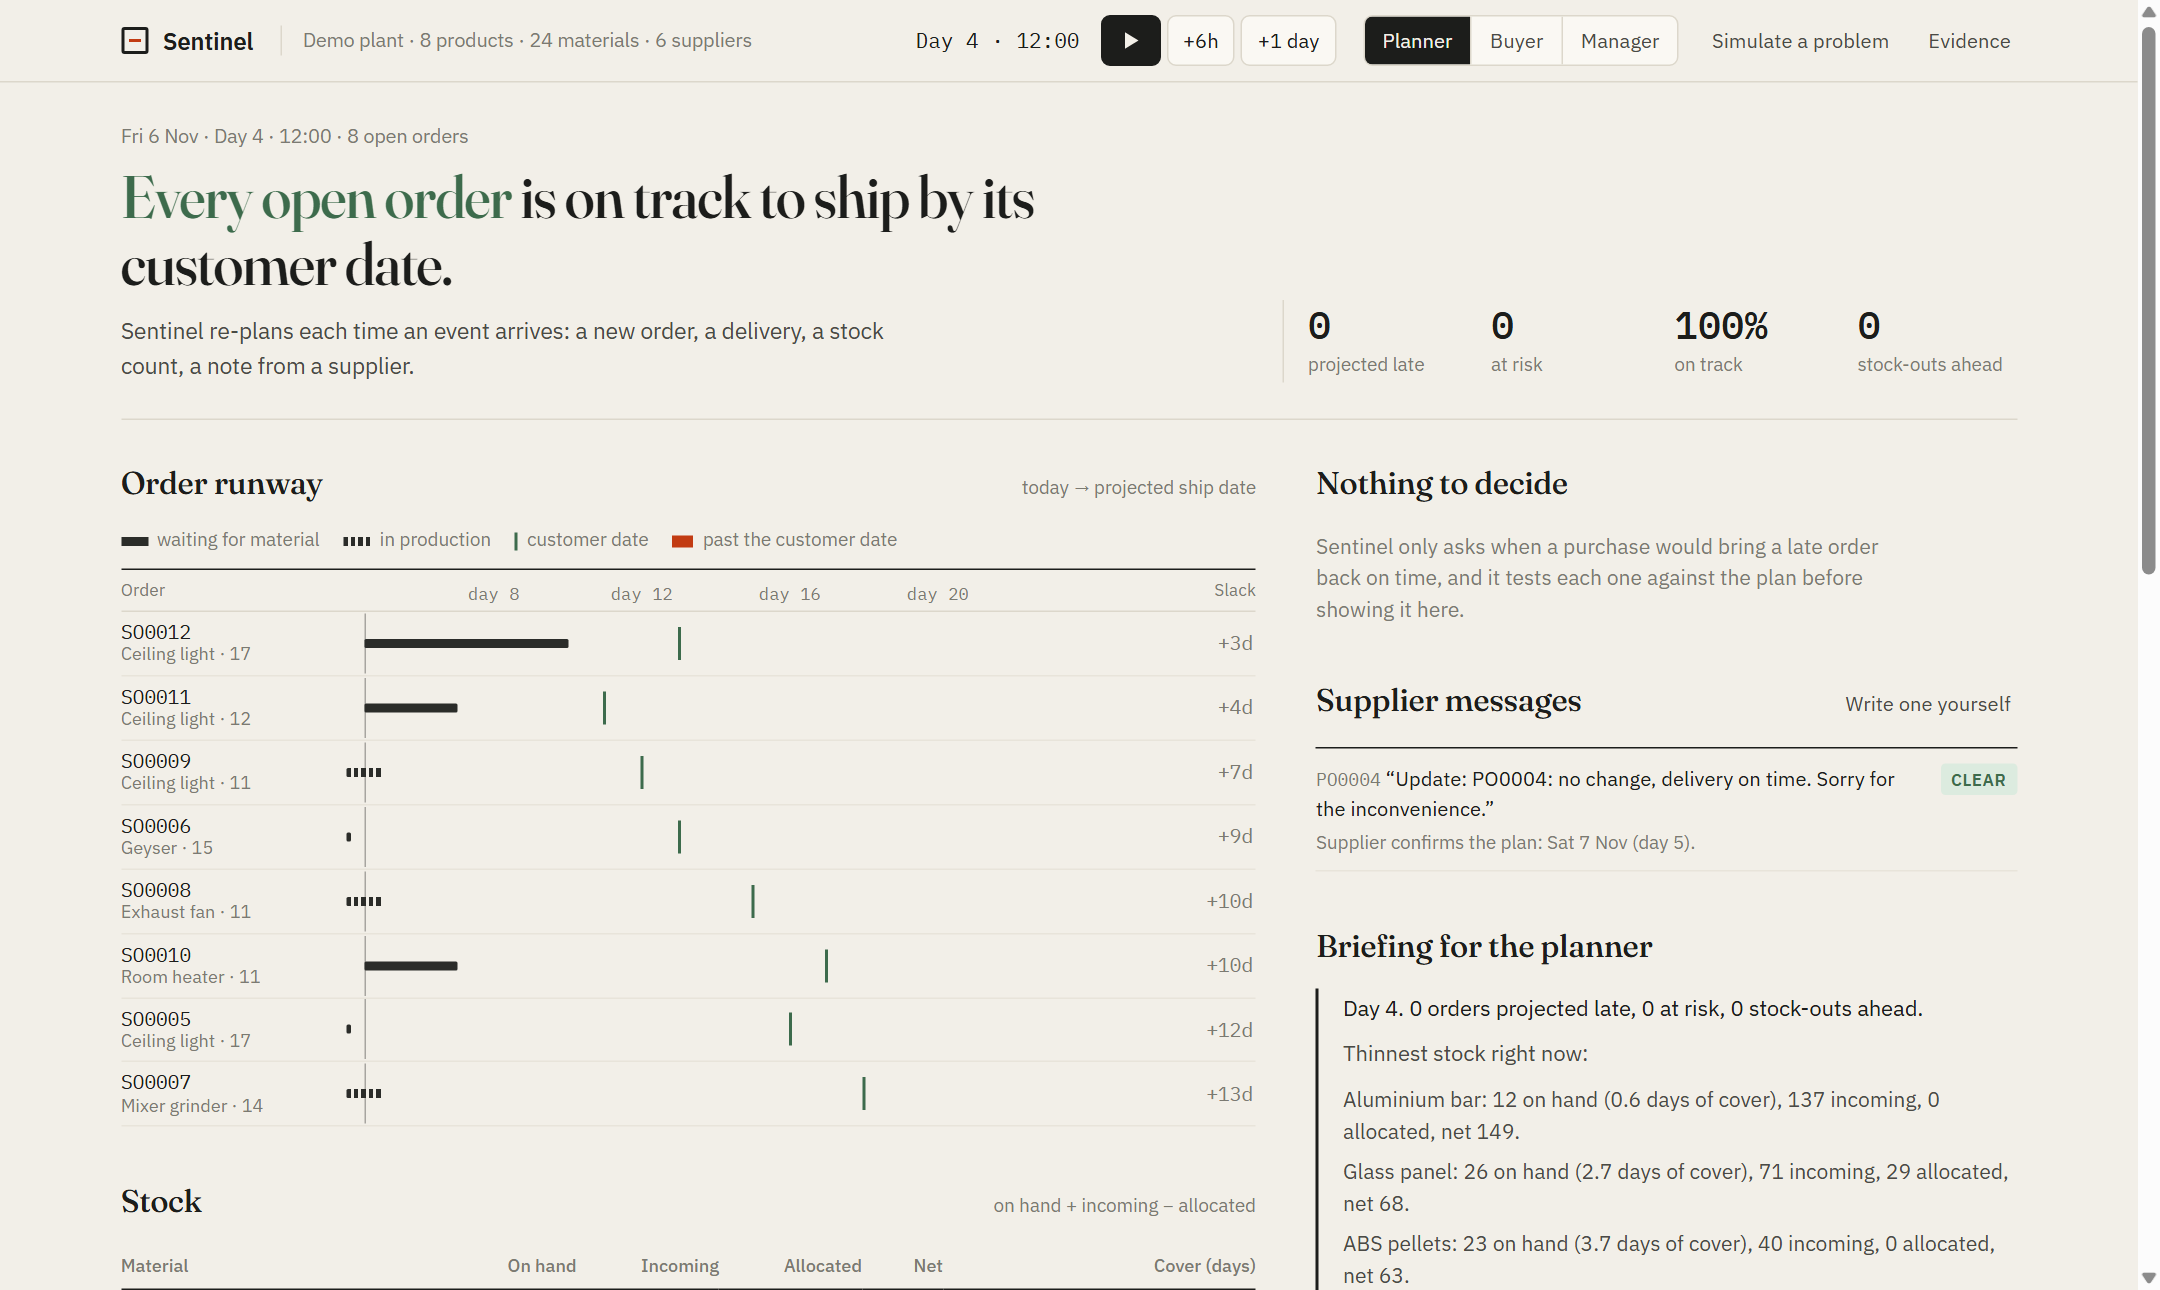 Sentinel
Demo plant · 8 products · 24 materials · 6 suppliers
Day 4 · 12:00
+6h
+1 day
Planner
Buyer
Manager
Simulate a problem
Evidence
Fri 6 Nov · Day 4 · 12:00 · 8 open orders
Every open order is on track to ship by its
customer date.
Sentinel re-plans each time an event arrives: a new order, a delivery, a stock
count, a note from a supplier.
0
projected late
0
at risk
100%
on track
0
stock-outs ahead
Order runway
today → projected ship date
waiting for material
in production
customer date
past the customer date
Order
day 8
day 12
day 16
day 20
Slack
SO0012
Ceiling light · 17
+3d
SO0011
Ceiling light · 12
+4d
SO0009
Ceiling light · 11
+7d
SO0006
Geyser · 15
+9d
SO0008
Exhaust fan · 11
+10d
SO0010
Room heater · 11
+10d
SO0005
Ceiling light · 17
+12d
SO0007
Mixer grinder · 14
+13d
Stock
on hand + incoming – allocated
Material
On hand
Incoming
Allocated
Net
Cover (days)
Nothing to decide
Sentinel only asks when a purchase would bring a late order
back on time, and it tests each one against the plan before
showing it here.
Supplier messages
Write one yourself
PO0004 “Update: PO0004: no change, delivery on time. Sorry for
the inconvenience.”
CLEAR
Supplier confirms the plan: Sat 7 Nov (day 5).
Briefing for the planner
Day 4. 0 orders projected late, 0 at risk, 0 stock-outs ahead.
Thinnest stock right now:
Aluminium bar: 12 on hand (0.6 days of cover), 137 incoming, 0
allocated, net 149.
Glass panel: 26 on hand (2.7 days of cover), 71 incoming, 29 allocated,
net 68.
ABS pellets: 23 on hand (3.7 days of cover), 40 incoming, 0 allocated,
net 63.